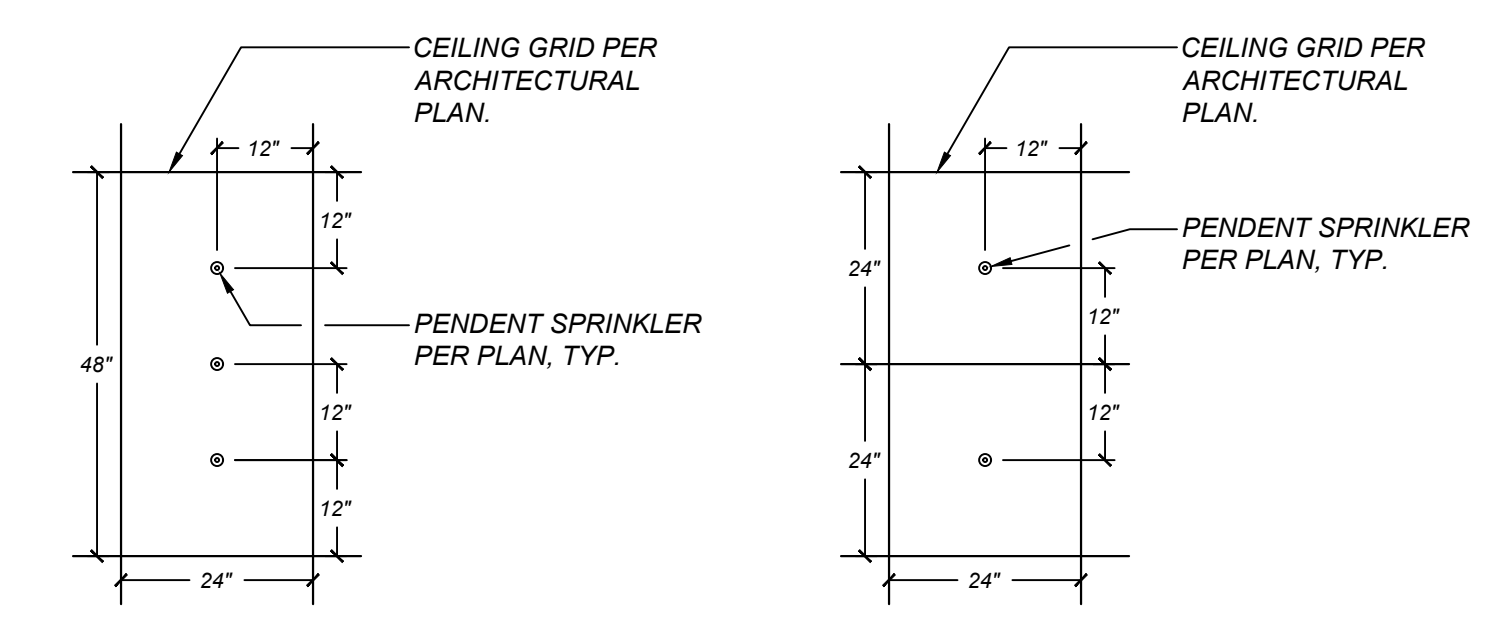 CEILING GRID PER
ARCHITECTURAL
PLAN.
12"
12"
PENDENT SPRINKLER
PER PLAN, TYP.
48"
12"
12"
24"
CEILING GRID PER
ARCHITECTURAL
PLAN.
12"
PENDENT SPRINKLER
PER PLAN, TYP.
24"
12"
12"
24"
24"